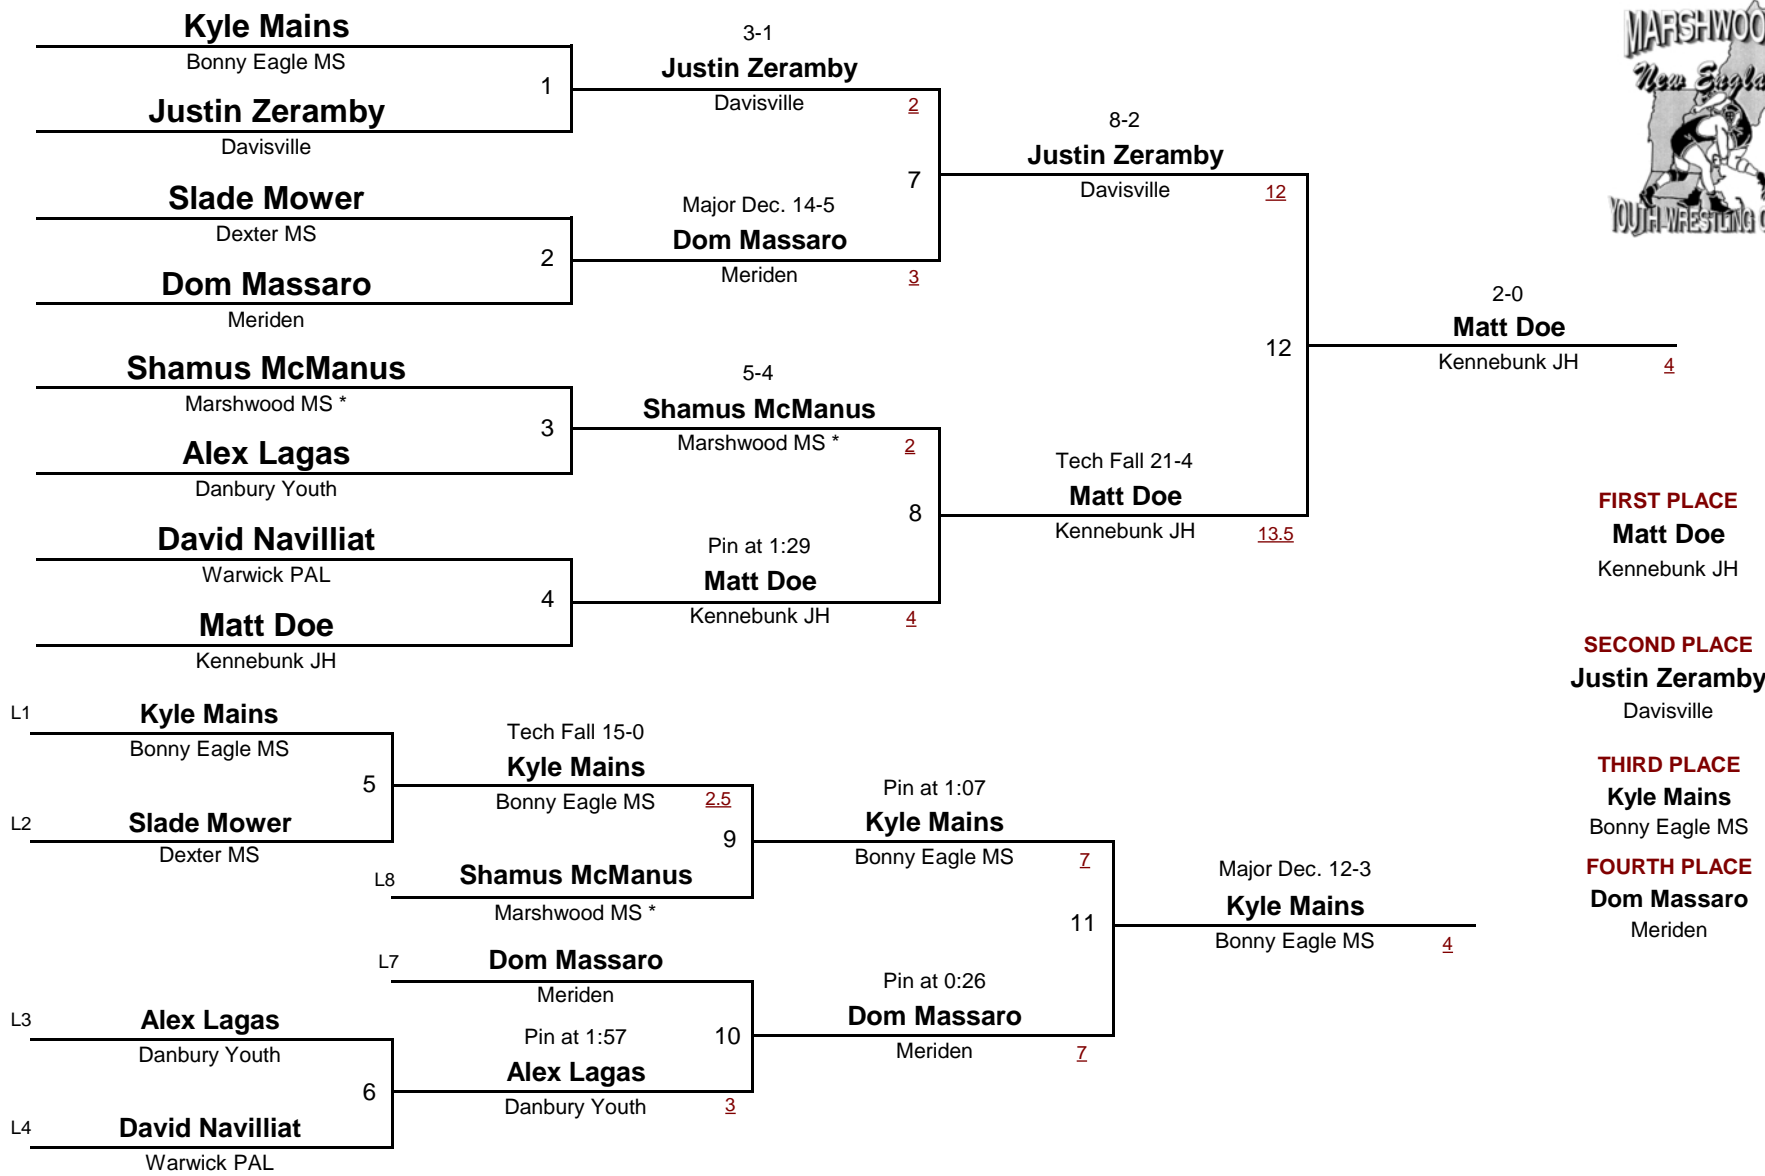 Kyle Mains
Bonny Eagle MS
1
Justin Zeramby
Davisville
3-1
Justin Zeramby
Davisville
2
Slade Mower
Dexter MS
2
Dom Massaro
Meriden
Major Dec. 14-5
Dom Massaro
Meriden
3
7
8-2
Justin Zeramby
Davisville
12
Shamus McManus
Marshwood MS *
3
Alex Lagas
Danbury Youth
5-4
Shamus McManus
Marshwood MS *
2
David Navilliat
Warwick PAL
4
Matt Doe
Kennebunk JH
Pin at 1:29
Matt Doe
Kennebunk JH
4
8
Tech Fall 21-4
Matt Doe
Kennebunk JH
13.5
12
2-0
Matt Doe
Kennebunk JH
4
MARSHWOO
New Engla
YOUTH WRESTLING
FIRST PLACE
Matt Doe
Kennebunk JH
SECOND PLACE
Justin Zeramby
Davisville
THIRD PLACE
Kyle Mains
Bonny Eagle MS
FOURTH PLACE
Dom Massaro
Meriden
L1
Kyle Mains
Bonny Eagle MS
5
L2
Slade Mower
Dexter MS
Tech Fall 15-0
Kyle Mains
Bonny Eagle MS
2.5
9
L8
Shamus McManus
Marshwood MS *
Pin at 1:07
Kyle Mains
Bonny Eagle MS
7
L7
Dom Massaro
Meriden
10
L3
Alex Lagas
Danbury Youth
6
L4
David Navilliat
Warwick PAL
Pin at 1:57
Alex Lagas
Danbury Youth
3
Pin at 0:26
Dom Massaro
Meriden
7
11
Major Dec. 12-3
Kyle Mains
Bonny Eagle MS
4